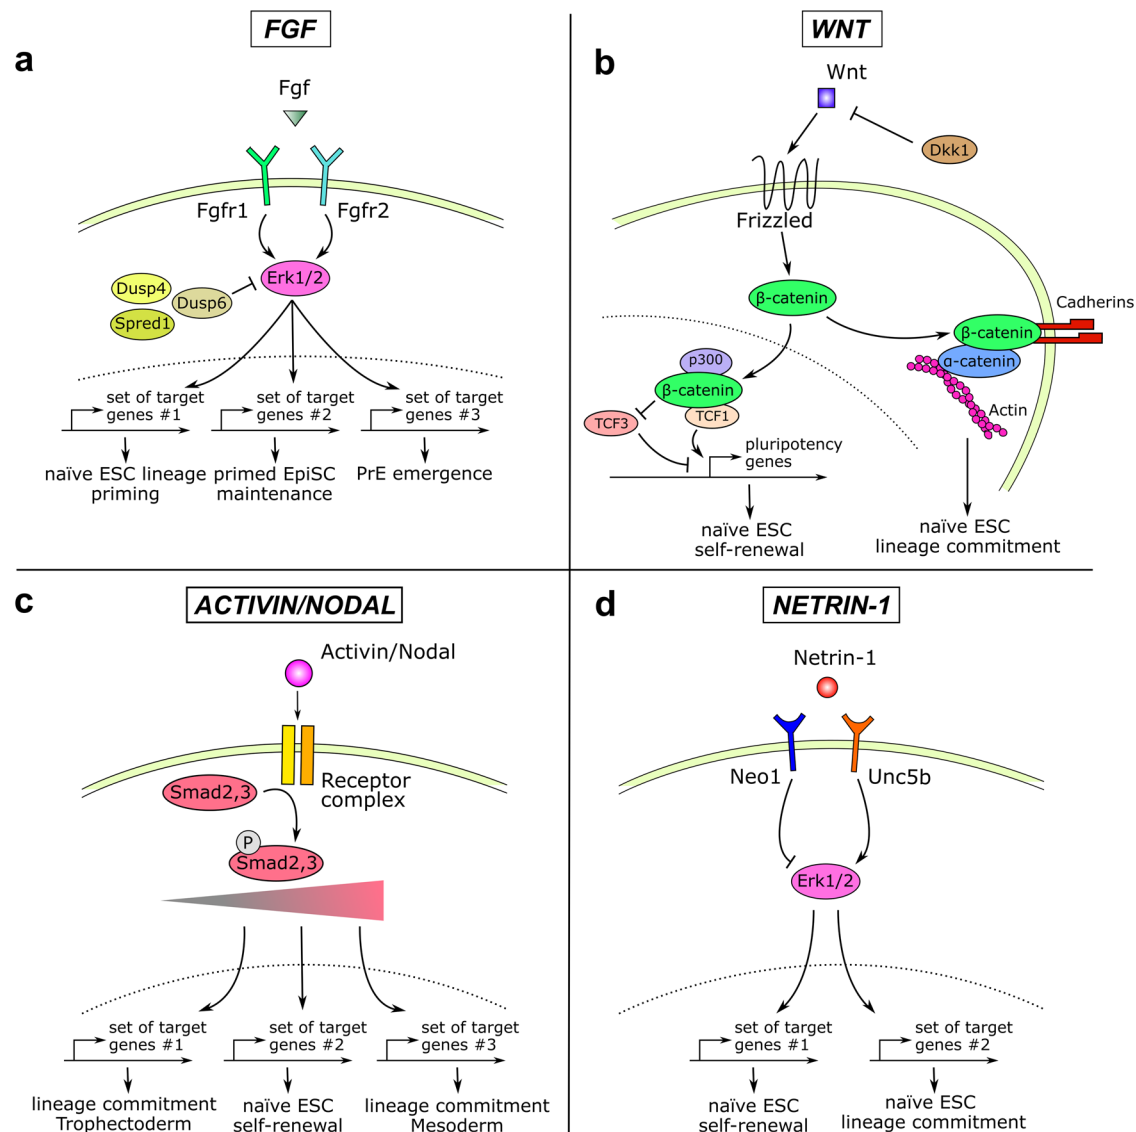 FGF
a
Fgf
Fgfr1
Fgfr2
Erk1/2
Dusp4
Dusp6
Spred1
set of target
genes #1
set of target
genes #2
set of target
genes #3
naïve ESC lineage
priming
primed EpiSC
maintenance
PrE emergence
WNT
b
Wnt
Dkk1
Frizzled
β-catenin
Cadherins
β-catenin
α-catenin
Actin
p300
β-catenin
TCF3
TCF1
pluripotency
genes
naïve ESC
self-renewal
naïve ESC
lineage commitment
c
ACTIVIN/NODAL
Activin/Nodal
Receptor
complex
Smad2,3
P
Smad2,3
set of target
genes #1
set of target
genes #2
set of target
genes #3
lineage commitment
Trophectoderm
naïve ESC
self-renewal
lineage commitment
Mesoderm
d
NETRIN-1
Netrin-1
Neo1
Unc5b
Erk1/2
set of target
genes #1
set of target
genes #2
naïve ESC
self-renewal
naïve ESC
lineage commitment